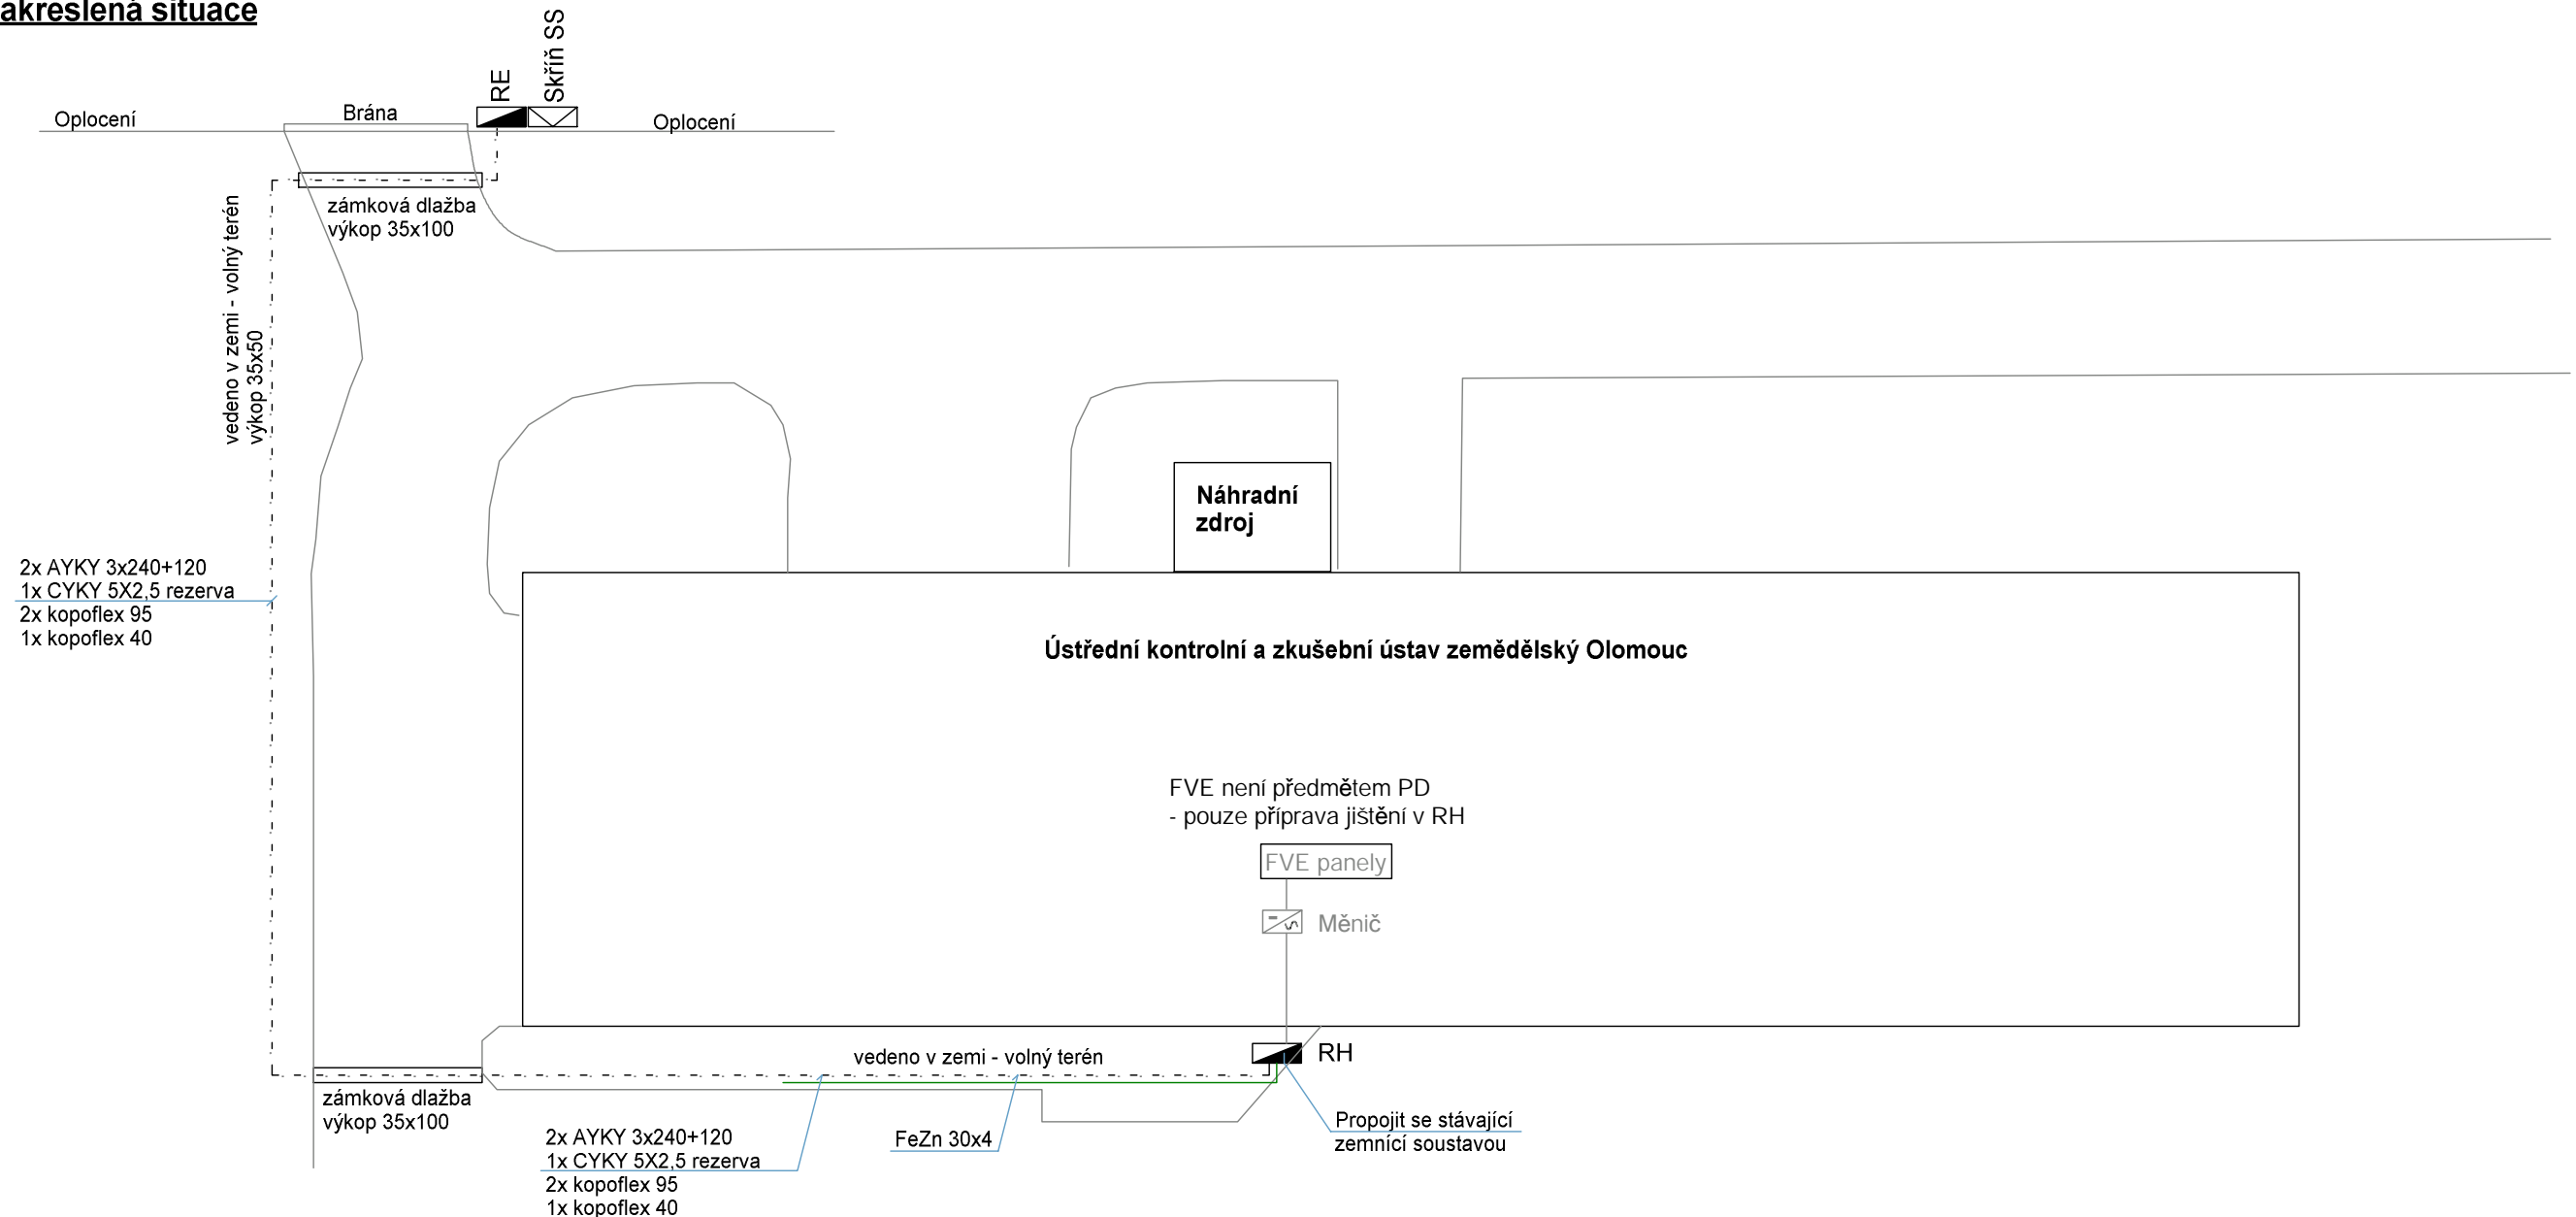 akreslená situace
RE
Skříň SS
Oplocení
Brána
Oplocení
zámková dlažba
výkop 35x100
vedeno v zemi - volný terén
výkop 35x50
Náhradní
zdroj
2x AYKY 3x240+120
1x CYKY 5X2,5 rezerva
2x kopoflex 95
1x kopoflex 40
Ústřední kontrolní a zkušební ústav zemědělský Olomouc
FVE není předmětem PD
- pouze příprava jištění v RH
FVE panely
Měnič
RH
vedeno v zemi - volný terén
zámková dlažba
výkop 35x100
2x AYKY 3x240+120
1x CYKY 5X2,5 rezerva
2x kopoflex 95
1x kopoflex 40
FeZn 30x4
Propojit se stávající
zemnící soustavou